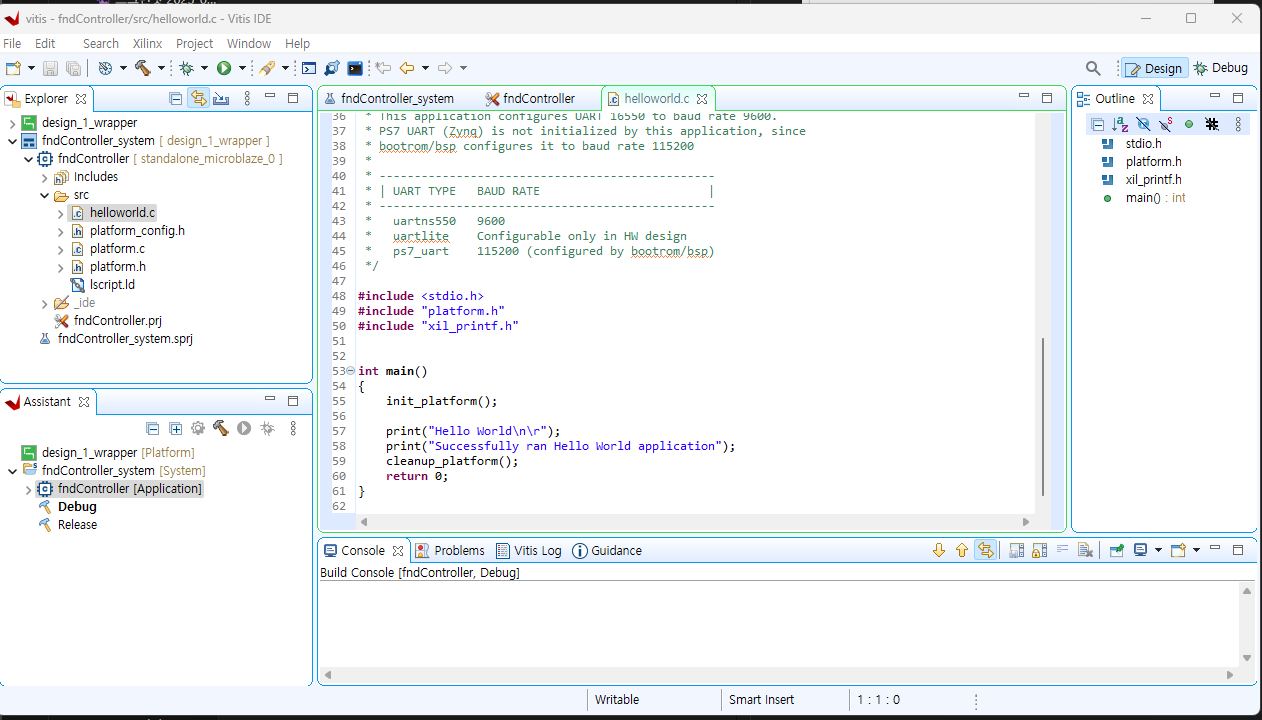 vitis - fndController/src/helloworld.c - Vitis IDE
File Edit Search Xilinx Project Window Help
Design Debug
Explorer
design_1_wrapper
fndController_system [ design_1_wrapper ]
fndController [ standalone_microblaze_0 ]
Includes
src
helloworld.c
platform_config.h
platform.c
platform.h
lscript.ld
_ide
fndController.prj
fndController_system.sprj
Assistant
design_1_wrapper [Platform]
fndController_system [System]
fndController [Application]
Debug
Release
fndController_system fndController helloworld.c
36 * This application configures UART 16550 to baud rate 9600.
37 * PS7 UART (Zynq) is not initialized by this application, since
38 * bootrom/bsp configures it to baud rate 115200
39 *
40 * ------------------------------------------------
41 * | UART TYPE   BAUD RATE                        |
42 * ------------------------------------------------
43 *   uartns550   9600
44 *   uartlite    Configurable only in HW design
45 *   ps7_uart    115200 (configured by bootrom/bsp)
46 */
47
48 #include <stdio.h>
49 #include "platform.h"
50 #include "xil_printf.h"
51
52
53 int main()
54 {
55     init_platform();
56
57     print("Hello World\n\r");
58     print("Successfully ran Hello World application");
59     cleanup_platform();
60     return 0;
61 }
62
Outline
stdio.h
platform.h
xil_printf.h
main() : int
Console Problems Vitis Log Guidance
Build Console [fndController, Debug]
Writable Smart Insert 1 : 1 : 0